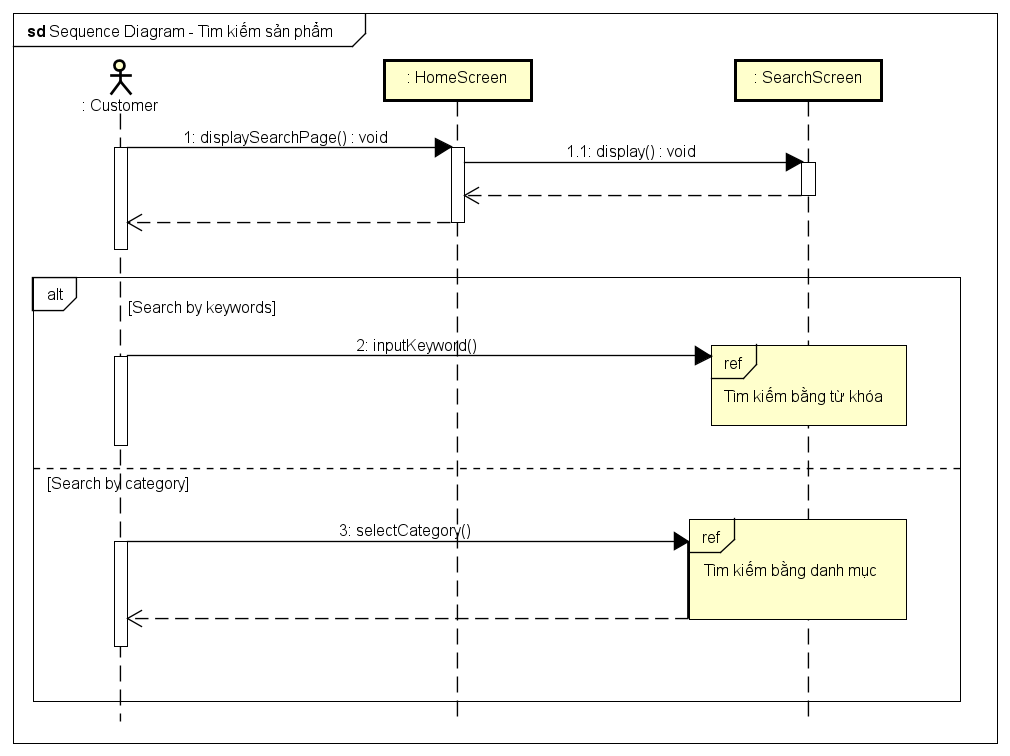 sd Sequence Diagram - Tìm kiếm sản phẩm
: Customer
: HomeScreen
: SearchScreen
1: displaySearchPage() : void
1.1: display() : void
alt
[Search by keywords]
2: inputKeyword()
ref
Tìm kiếm bằng từ khóa
[Search by category]
3: selectCategory()
ref
Tìm kiếm bằng danh mục